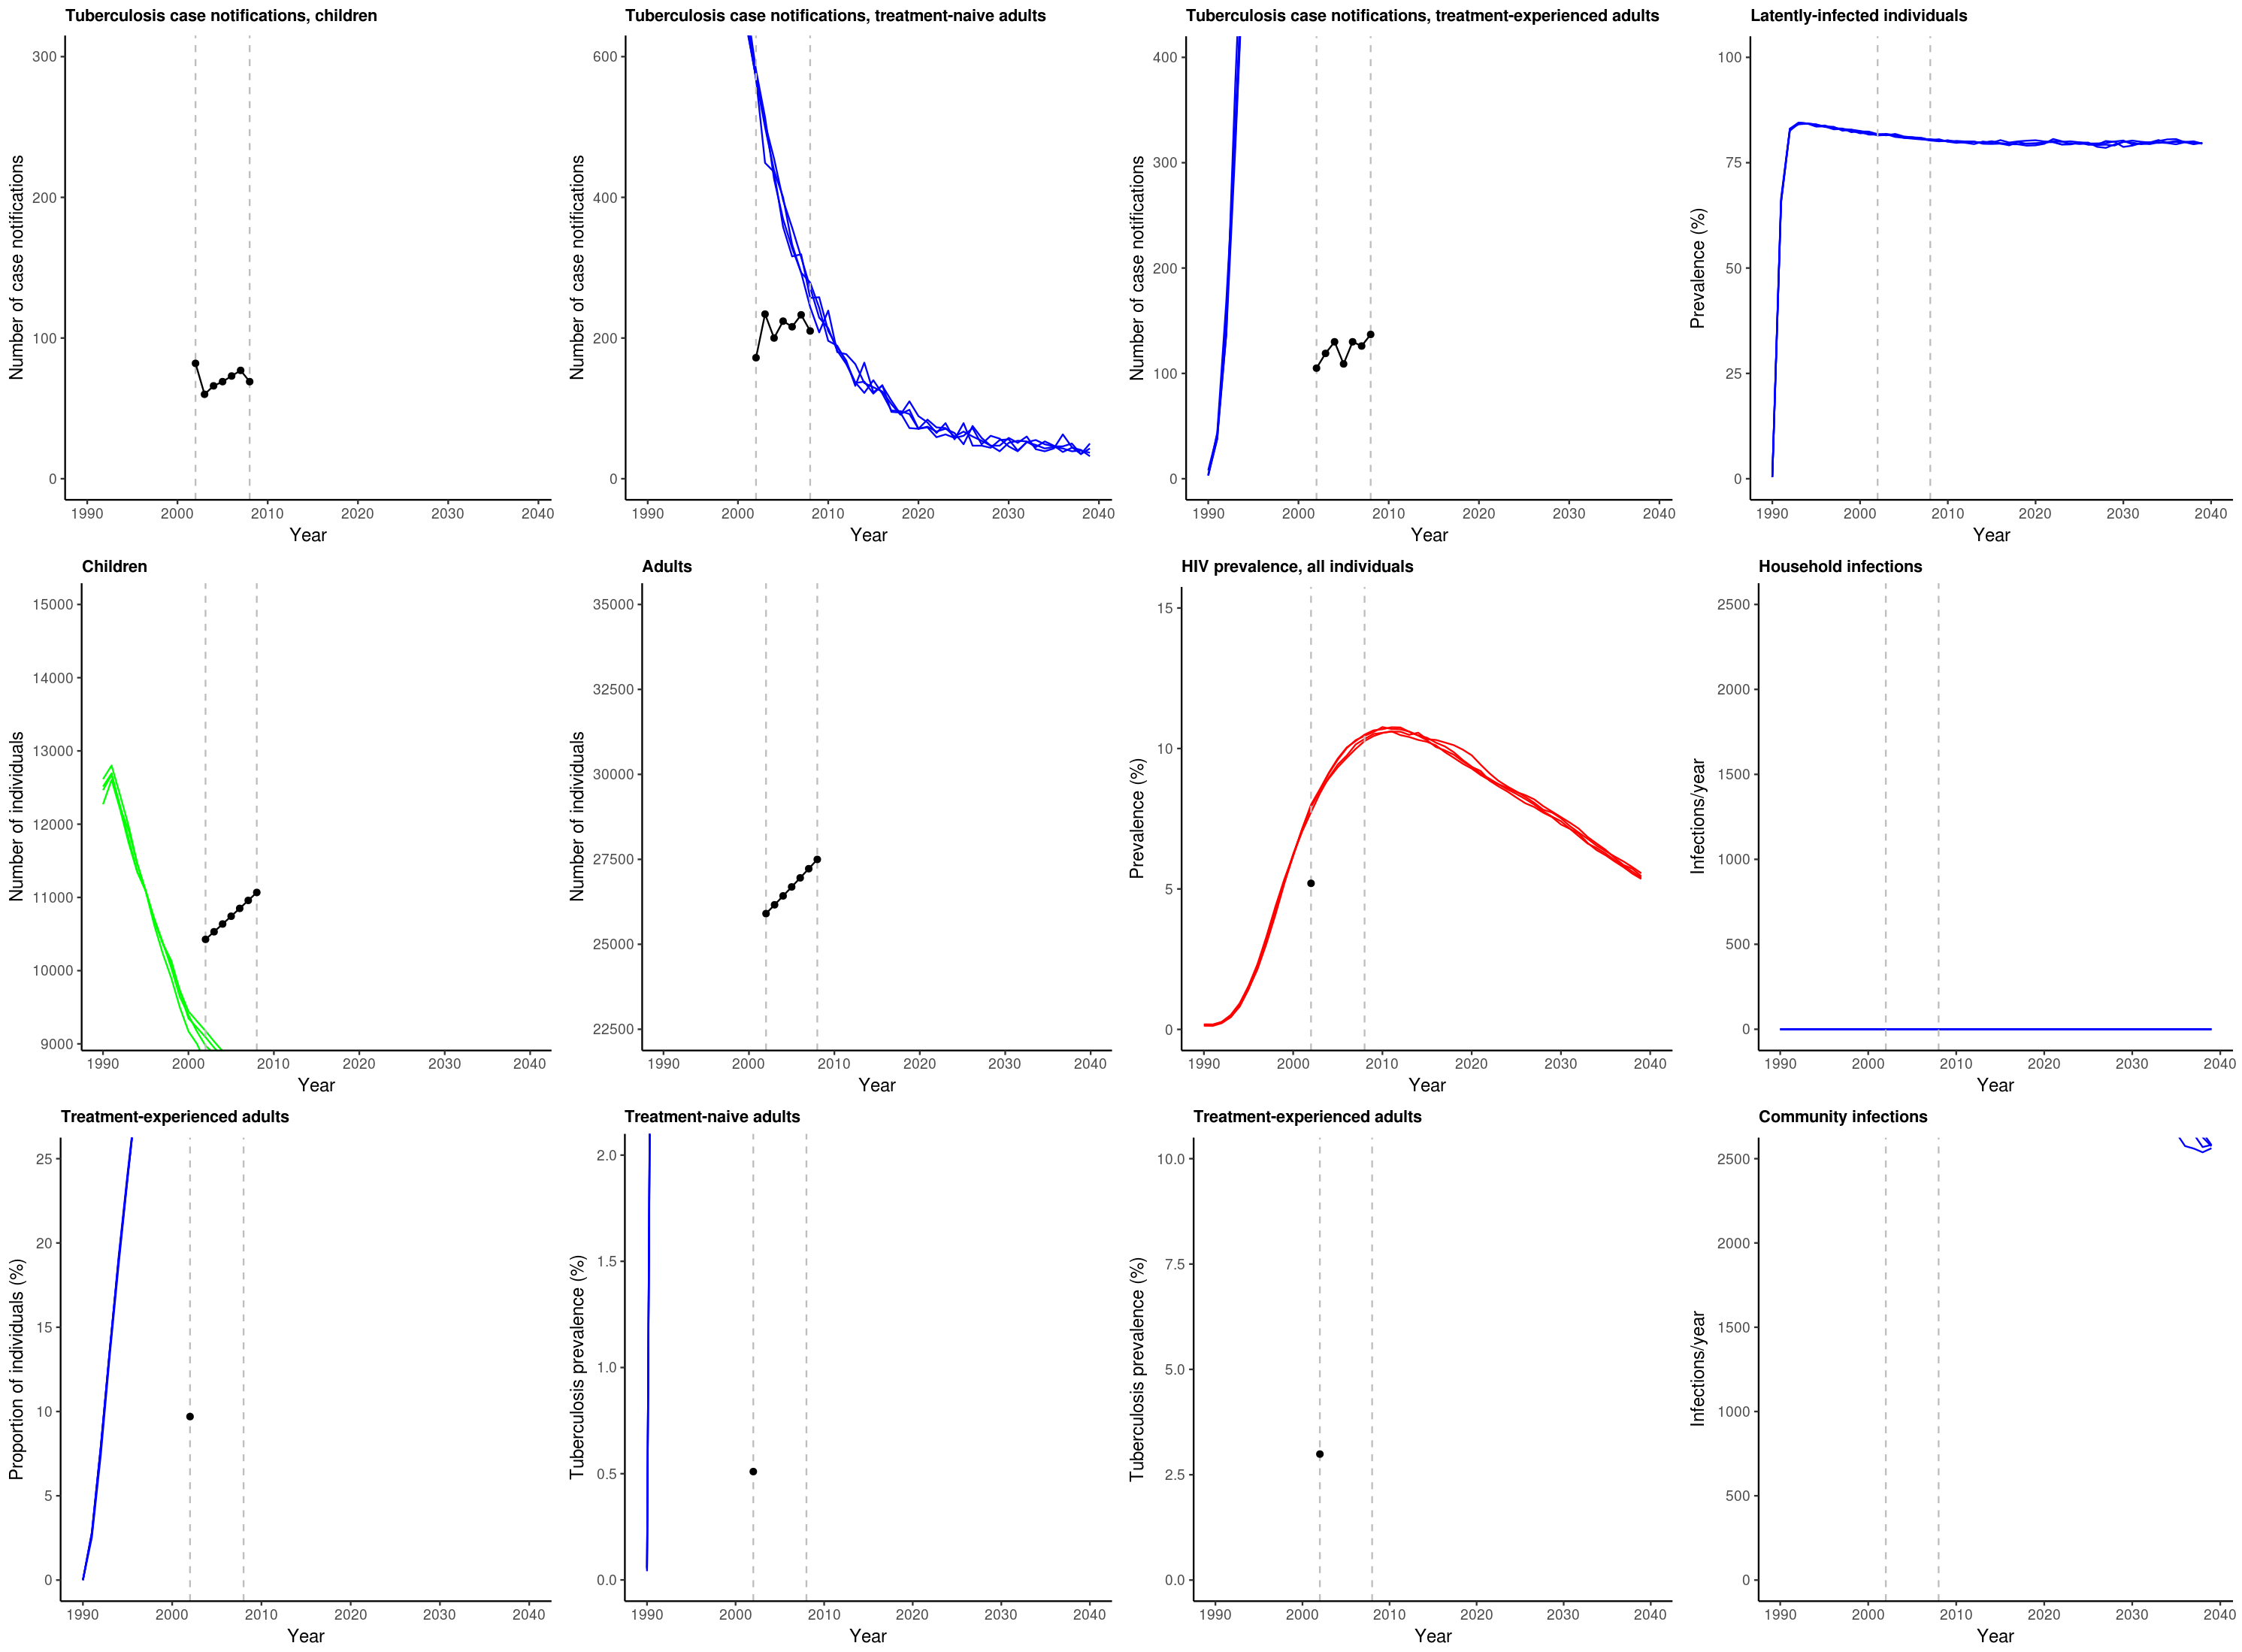 Tuberculosis case notifications, children
Number of case notifications
300
200
100
0
1990 2000 2010 2020 2030 2040
Year
Tuberculosis case notifications, treatment-naive adults
Number of case notifications
600
400
200
0
1990 2000 2010 2020 2030 2040
Year
Tuberculosis case notifications, treatment-experienced adults
Number of case notifications
400
300
200
100
0
1990 2000 2010 2020 2030 2040
Year
Latently-infected individuals
Prevalence (%)
100
75
50
25
0
1990 2000 2010 2020 2030 2040
Year
Children
Number of individuals
15000
14000
13000
12000
11000
10000
9000
1990 2000 2010 2020 2030 2040
Year
Adults
Number of individuals
35000
32500
30000
27500
25000
22500
1990 2000 2010 2020 2030 2040
Year
HIV prevalence, all individuals
Prevalence (%)
15
10
5
0
1990 2000 2010 2020 2030 2040
Year
Household infections
Infections/year
2500
2000
1500
1000
500
0
1990 2000 2010 2020 2030 2040
Year
Treatment-experienced adults
Proportion of individuals (%)
25
20
15
10
5
0
1990 2000 2010 2020 2030 2040
Year
Treatment-naive adults
Tuberculosis prevalence (%)
2.0
1.5
1.0
0.5
0.0
1990 2000 2010 2020 2030 2040
Year
Treatment-experienced adults
Tuberculosis prevalence (%)
10.0
7.5
5.0
2.5
0.0
1990 2000 2010 2020 2030 2040
Year
Community infections
Infections/year
2500
2000
1500
1000
500
0
1990 2000 2010 2020 2030 2040
Year